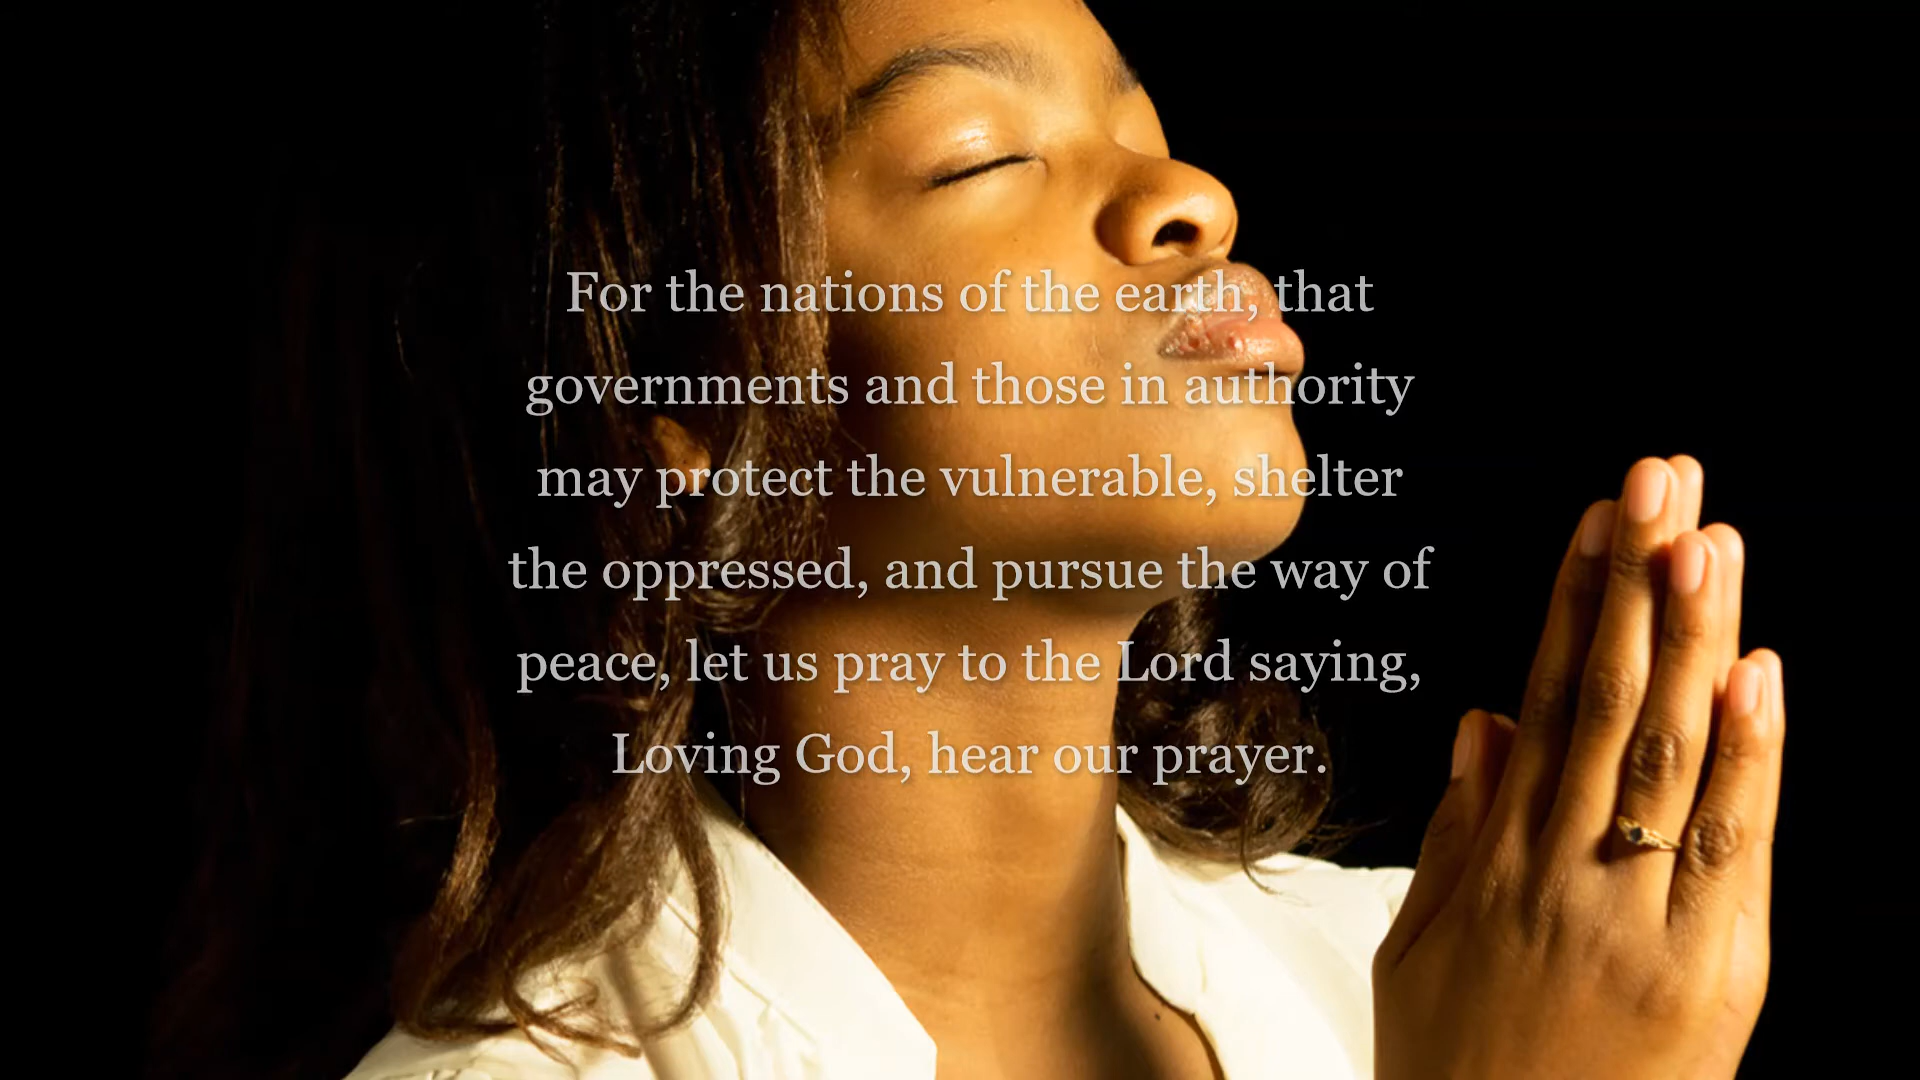 For the nations of the earth, that
governments and those in authority
may protect the vulnerable, shelter
the oppressed, and pursue the way of
peace, let us pray to the Lord saying,
Loving God, hear our prayer.